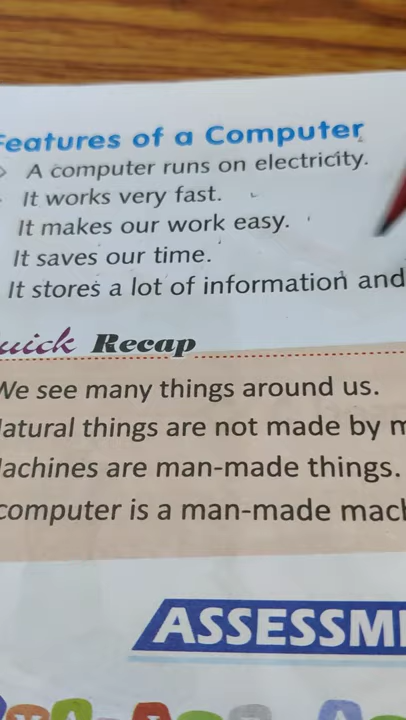 Features of a Computer
A computer runs on electricity.
It works very fast.
It makes our work easy.
It saves our time.
It stores a lot of information and
Quick Recap
We see many things around us.
Natural things are not made by m
Machines are man-made things.
computer is a man-made mach
ASSESSM